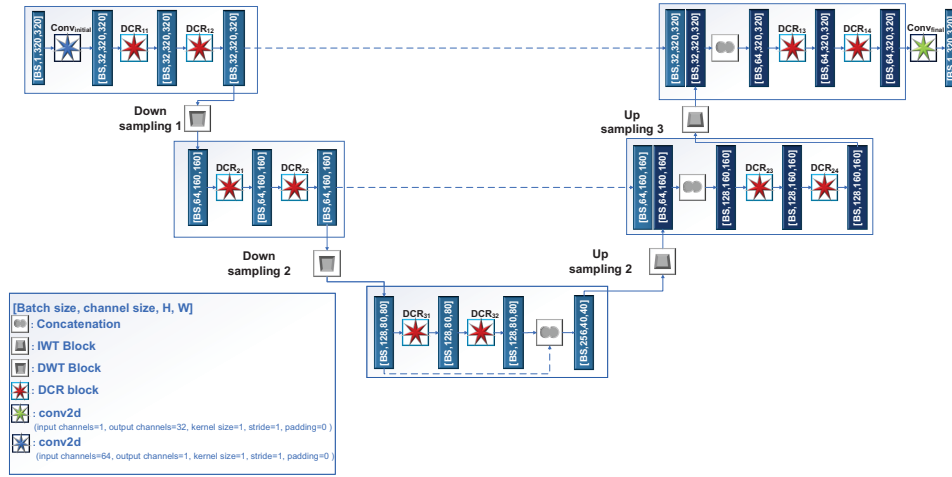 [BS,1,320,320]
Conv_initial
[BS,32,320,320]
DCR_11
[BS,32,320,320]
DCR_12
[BS,32,320,320]
[BS,32,320,320]
[BS,32,320,320]
[BS,64,320,320]
DCR_13
[BS,64,320,320]
DCR_14
[BS,64,320,320]
Conv_final
Down
sampling 1
Up
sampling 3
[BS,64,160,160]
DCR_21
[BS,64,160,160]
DCR_22
[BS,64,160,160]
[BS,64,160,160]
[BS,64,160,160]
[BS,128,160,160]
DCR_23
[BS,128,160,160]
DCR_24
[BS,128,160,160]
Down
sampling 2
Up
sampling 2
[BS,128,80,80]
DCR_31
[BS,128,80,80]
DCR_32
[BS,128,80,80]
[BS,256,40,40]
[Batch size, channel size, H, W]
: Concatenation
: IWT Block
: DWT Block
: DCR block
: conv2d
(input channels=1, output channels=32, kernel size=1, stride=1, padding=0 )
: conv2d
(input channels=64, output channels=1, kernel size=1, stride=1, padding=0 )